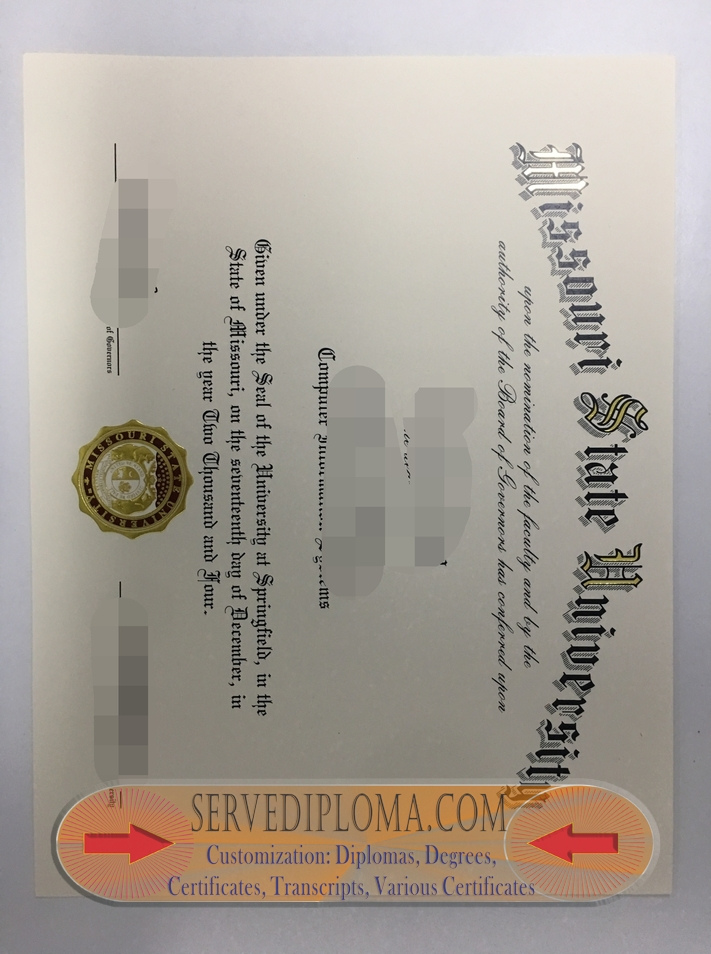 Missouri State University
upon the nomination of the faculty and by the
authority of the Board of Governors has conferred upon
Computer Information Systems
Given under the Seal of the University at Springfield, in the
State of Missouri, on the seventeenth day of December, in
the year Two Thousand and Four.
of Governors
MISSOURI STATE UNIVERSITY
SERVEDIPLOMA.COM
Customization: Diplomas, Degrees,
Certificates, Transcripts, Various Certificates